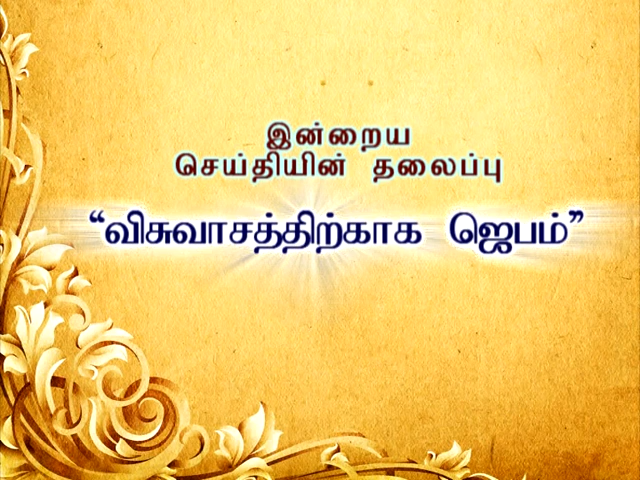 இன்றைய
செய்தியின் தலைப்பு
“விசுவாசத்திற்காக ஜெபம்”